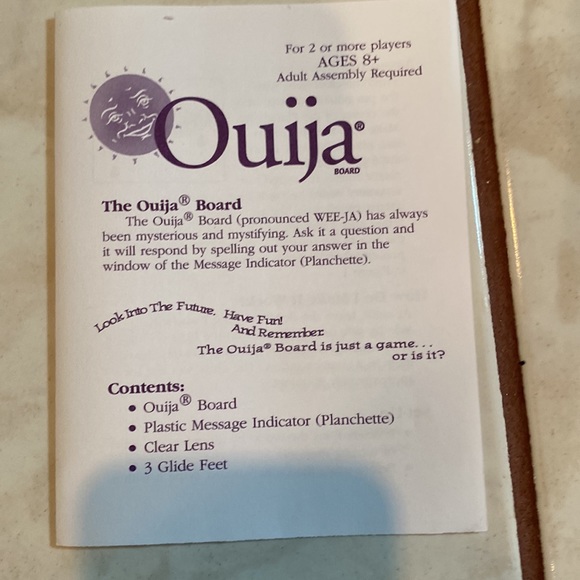 For 2 or more players
AGES 8+
Adult Assembly Required
Ouija®
BOARD
The Ouija® Board
The Ouija® Board (pronounced WEE-JA) has always
been mysterious and mystifying. Ask it a question and
it will respond by spelling out your answer in the
window of the Message Indicator (Planchette).
Look Into The Future. Have Fun!
And Remember.
The Ouija® Board is just a game...
or is it?
Contents:
• Ouija® Board
• Plastic Message Indicator (Planchette)
• Clear Lens
• 3 Glide Feet